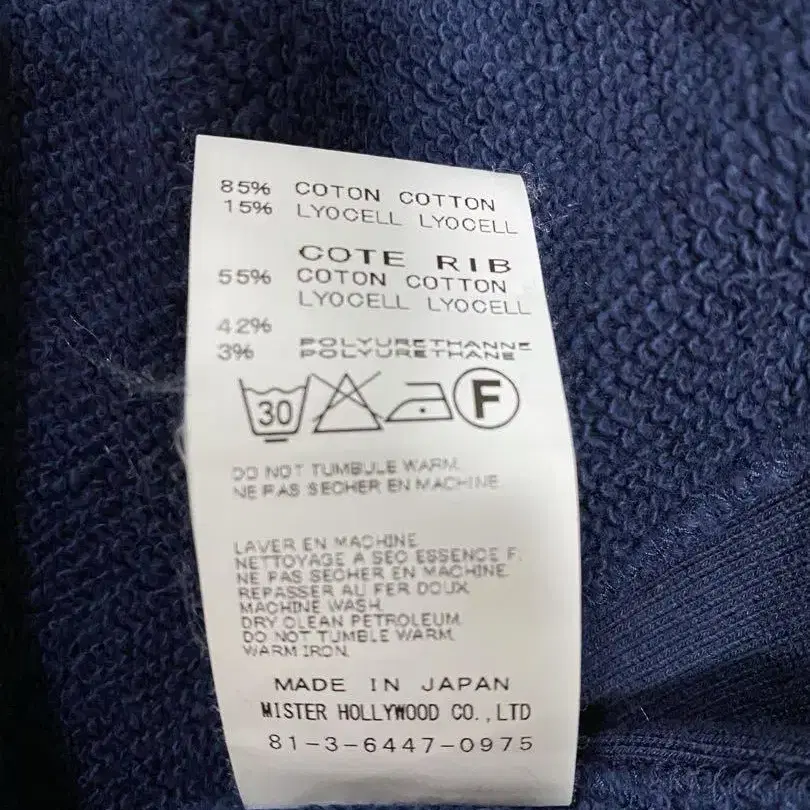 85% COTON COTTON
15% LYOCELL LYOCELL
COTE RIB
55% COTON COTTON
LYOCELL LYOCELL
42%
3% POLYURETHANNE
POLYURETHANE
30 F
DO NOT TUMBULE WARM.
NE PAS SECHER EN MACHINE
LAVER EN MACHINE
NETTOYAGE A SEC ESSENCE F.
NE PAS SECHER EN MACHINE.
REPASSER AU FER DOUX.
MACHINE WASH.
DRY CLEAN PETROLEUM.
DO NOT TUMBLE WARM.
WARM IRON.
MADE IN JAPAN
MISTER HOLLYWOOD CO.,LTD
81-3-6447-0975